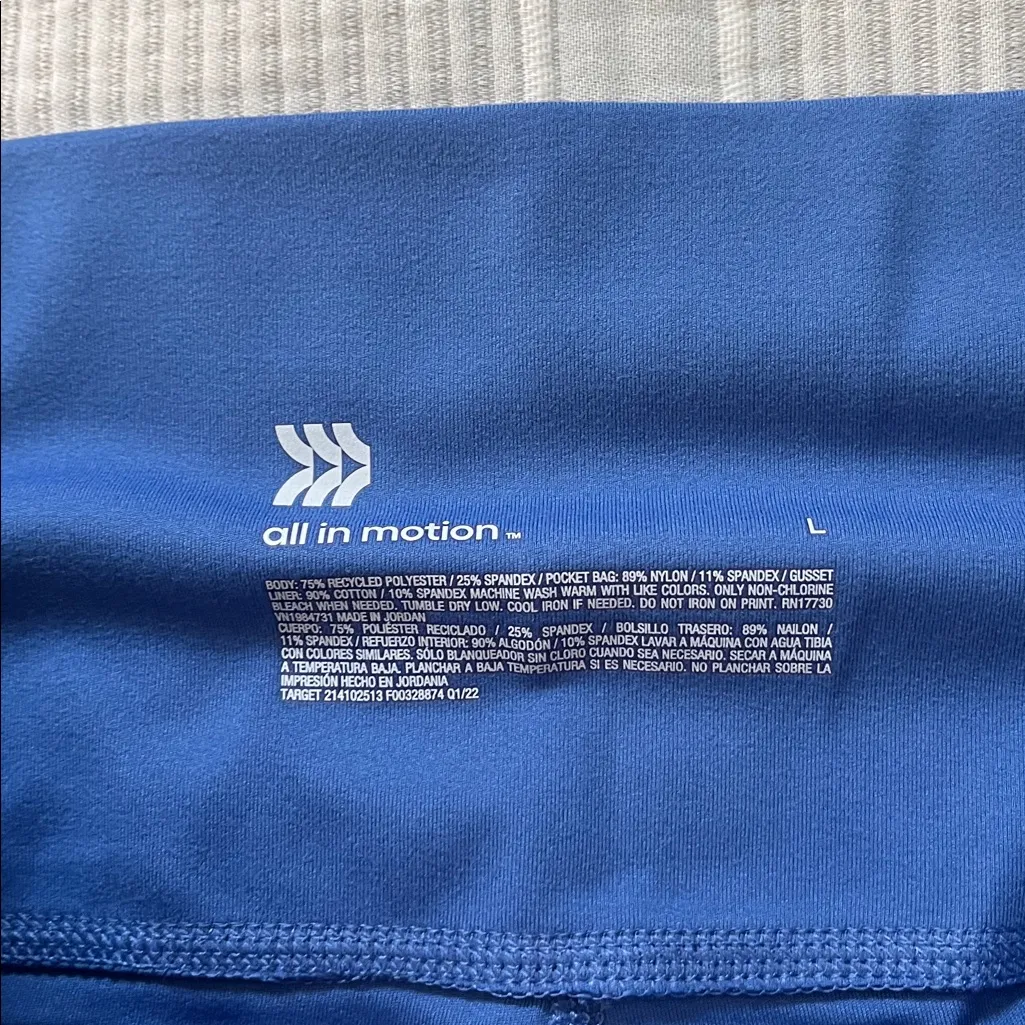 all in motion™
L
BODY: 75% RECYCLED POLYESTER / 25% SPANDEX / POCKET BAG: 89% NYLON / 11% SPANDEX / GUSSET
LINER: 90% COTTON / 10% SPANDEX MACHINE WASH WARM WITH LIKE COLORS. ONLY NON-CHLORINE
BLEACH WHEN NEEDED. TUMBLE DRY LOW. COOL IRON IF NEEDED. DO NOT IRON ON PRINT. RN17730
VN1984731 MADE IN JORDAN
CUERPO: 75% POLIÉSTER RECICLADO / 25% SPANDEX / BOLSILLO TRASERO: 89% NAILON /
11% SPANDEX / REFUERZO INTERIOR: 90% ALGODÓN / 10% SPANDEX LAVAR A MÁQUINA CON AGUA TIBIA
CON COLORES SIMILARES. SÓLO BLANQUEADOR SIN CLORO CUANDO SEA NECESARIO. SECAR A MÁQUINA
A TEMPERATURA BAJA. PLANCHAR A BAJA TEMPERATURA SI ES NECESARIO. NO PLANCHAR SOBRE LA
IMPRESIÓN HECHO EN JORDANIA
TARGET 214102513 F00328874 Q1/22